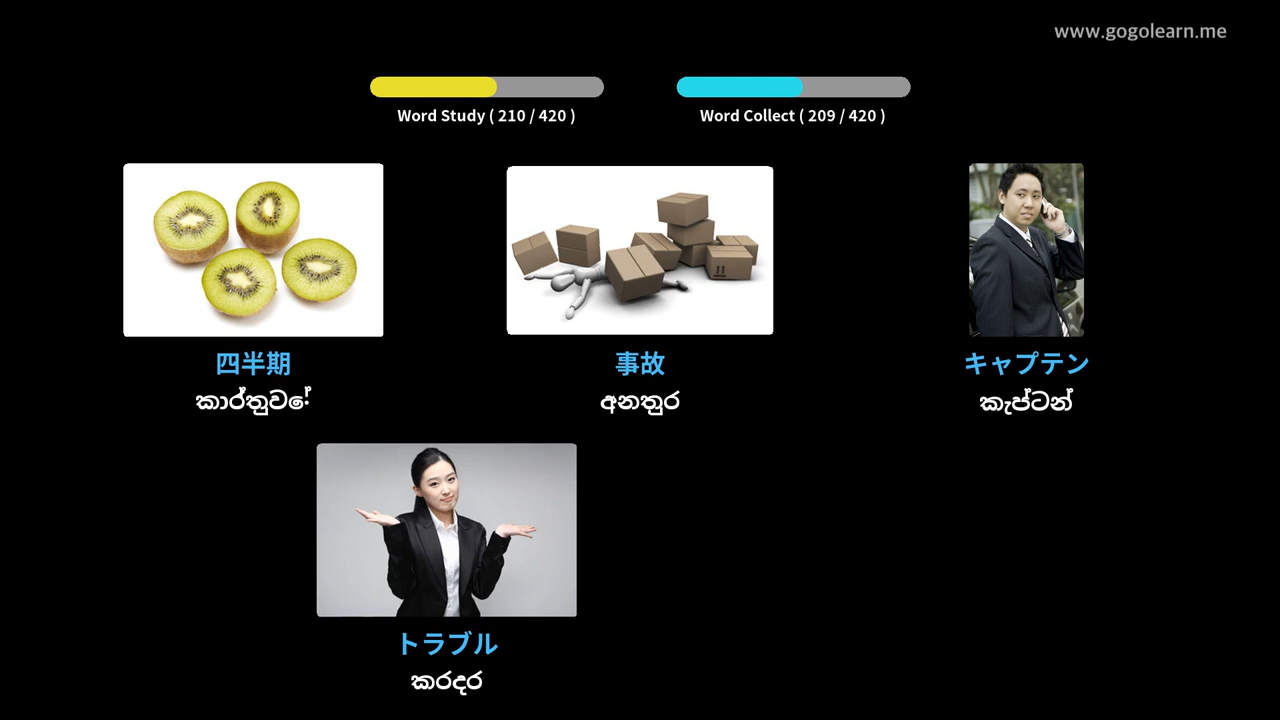 www.gogolearn.me
Word Study ( 210 / 420 )
Word Collect ( 209 / 420 )
四半期
කාර්තුවේ
事故
අනතුර
キャプテン
කැප්ටන්
トラブル
කරදර